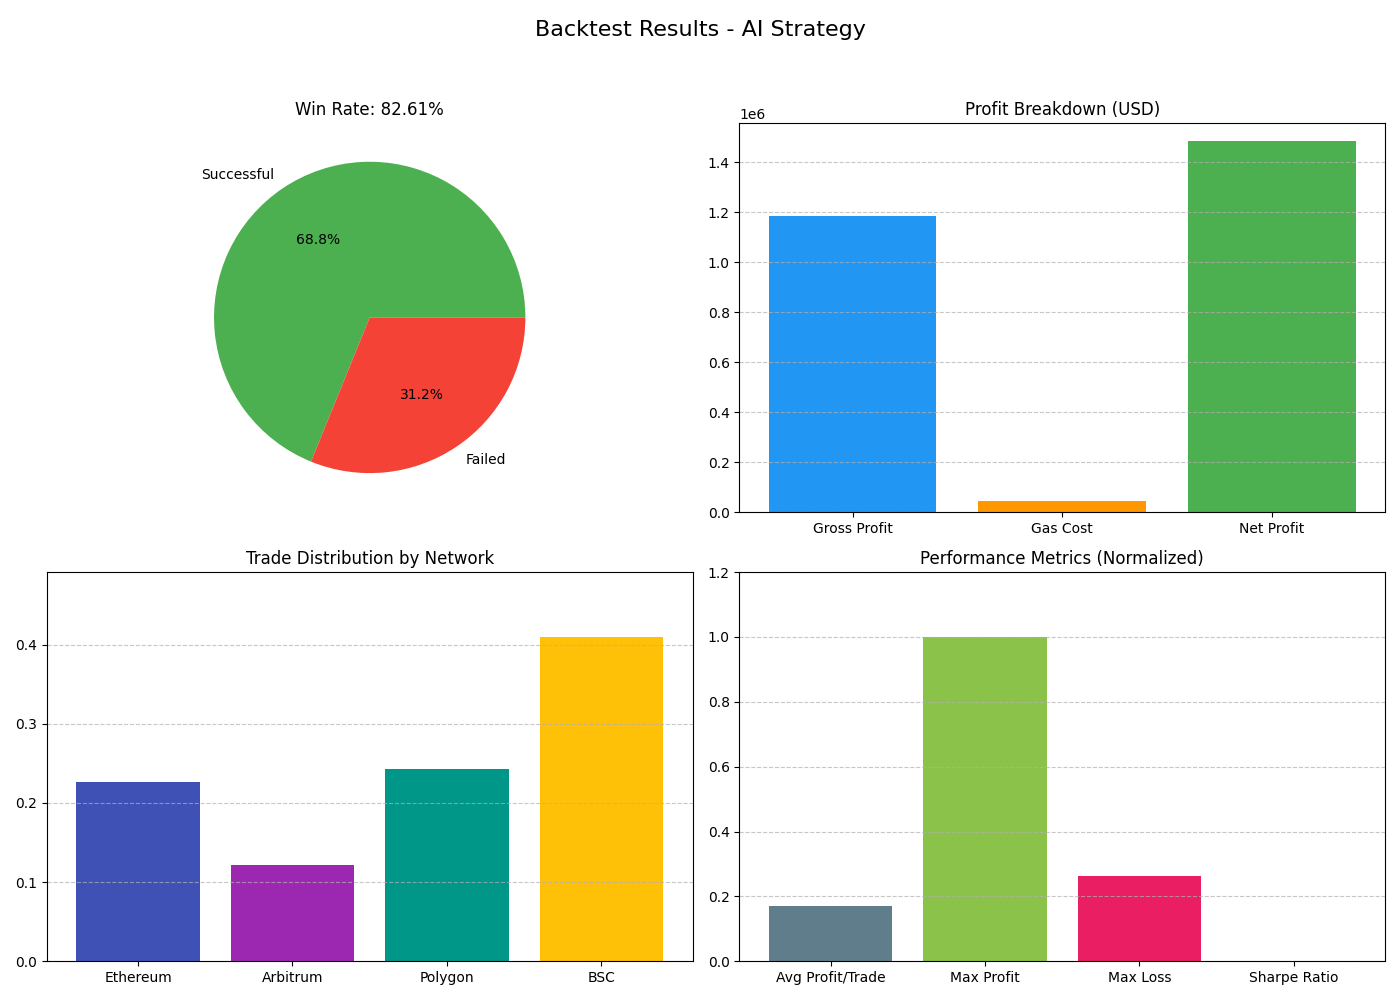 Backtest Results - AI Strategy
Win Rate: 82.61%
Successful
68.8%
31.2%
Failed
Profit Breakdown (USD)
1e6
1.4
1.2
1.0
0.8
0.6
0.4
0.2
0.0
Gross Profit Gas Cost Net Profit
Trade Distribution by Network
0.4
0.3
0.2
0.1
0.0
Ethereum Arbitrum Polygon BSC
Performance Metrics (Normalized)
1.2
1.0
0.8
0.6
0.4
0.2
0.0
Avg Profit/Trade Max Profit Max Loss Sharpe Ratio